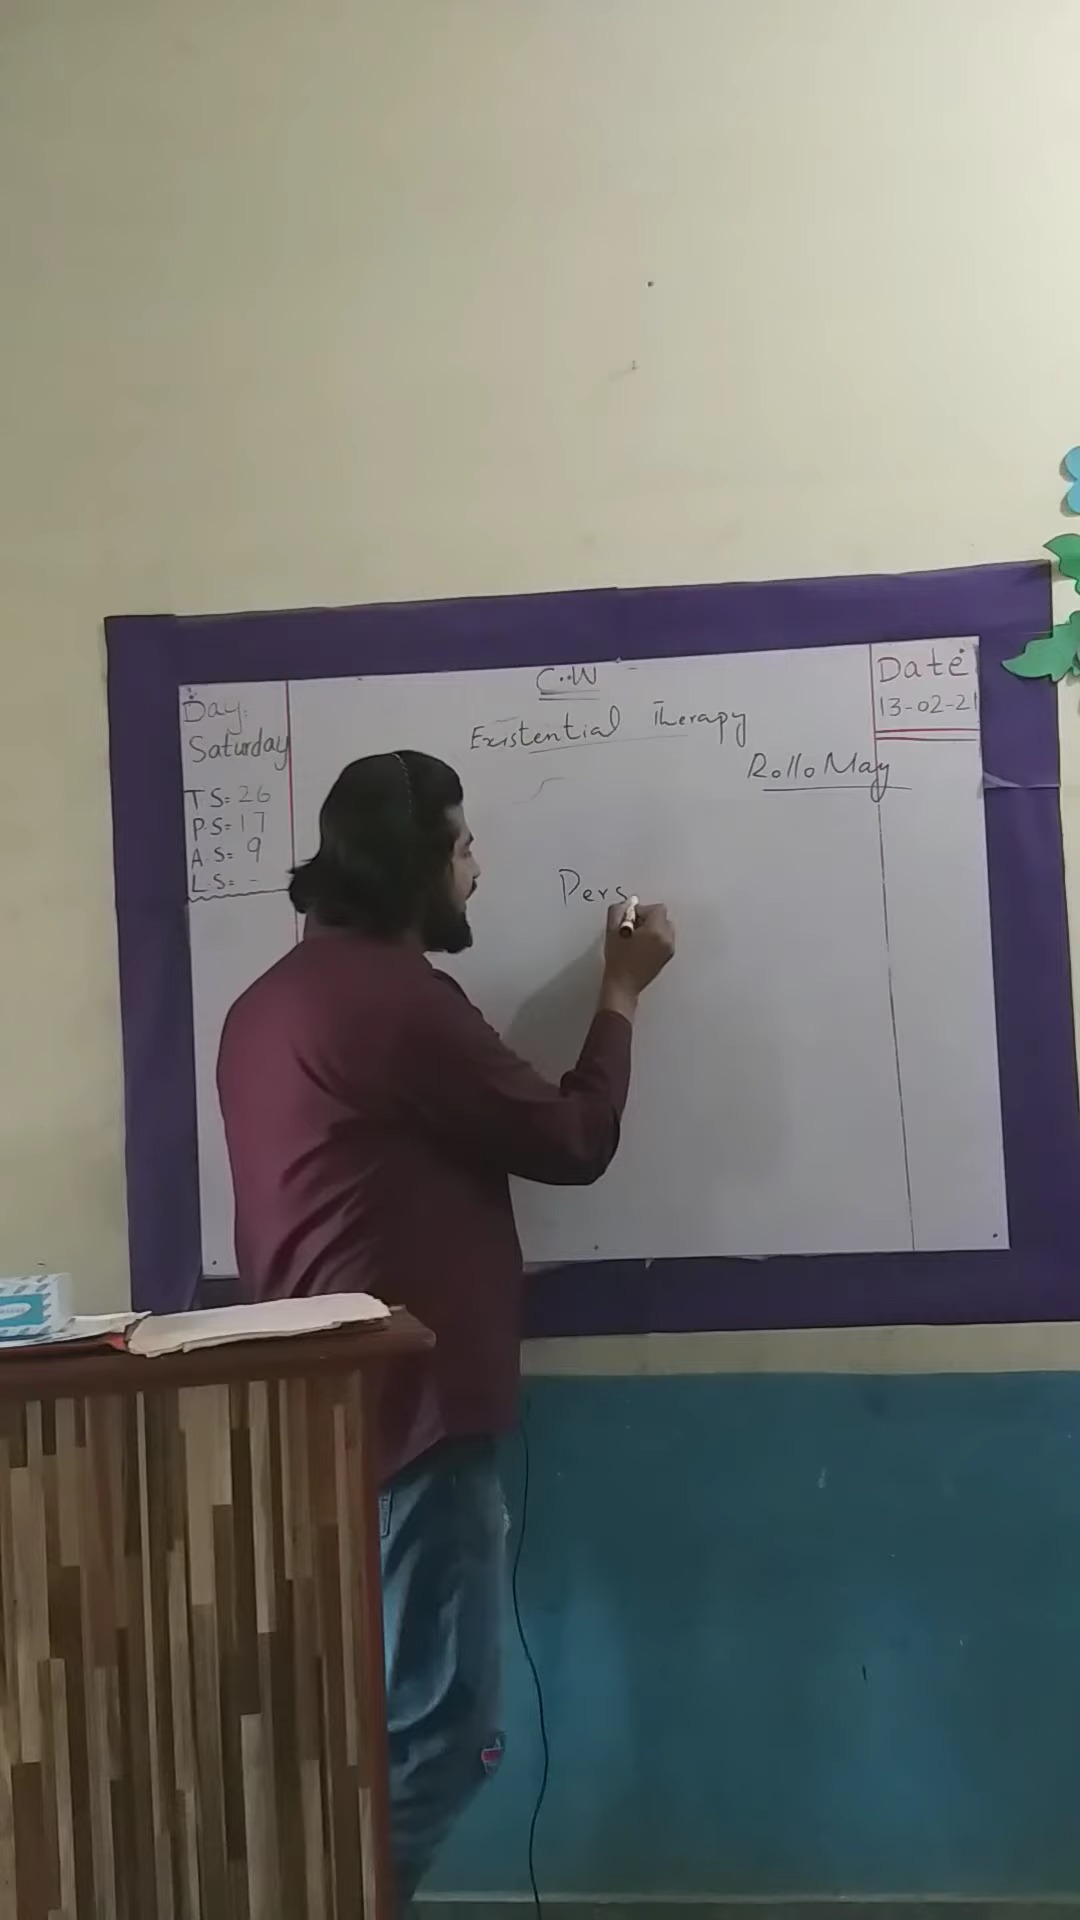 C.W
Day:
Saturday
Date
13-02-21
Existential Therapy
Rollo May
T S= 26
P.S= 17
A.S= 9
L.S= -
Pers